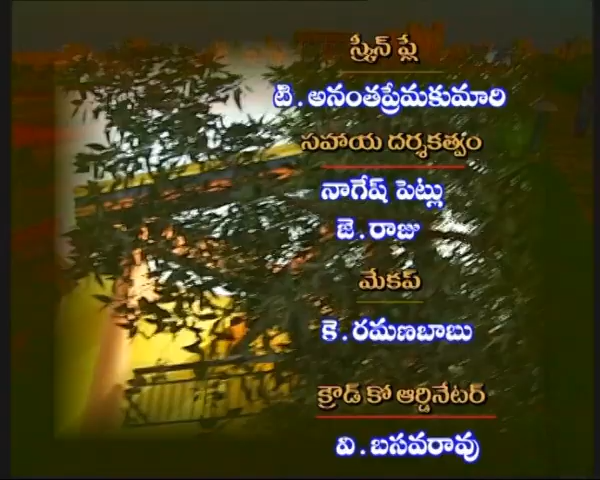 స్క్రీన్ ప్లే
టి. అనంతప్రేమకుమారి
సహాయ దర్శకత్వం
నాగేష్ పెట్లు
జె. రాజు
మేకప్
కె. రమణబాబు
క్రౌడ్ కో ఆర్డినేటర్
వి. బసవరావు